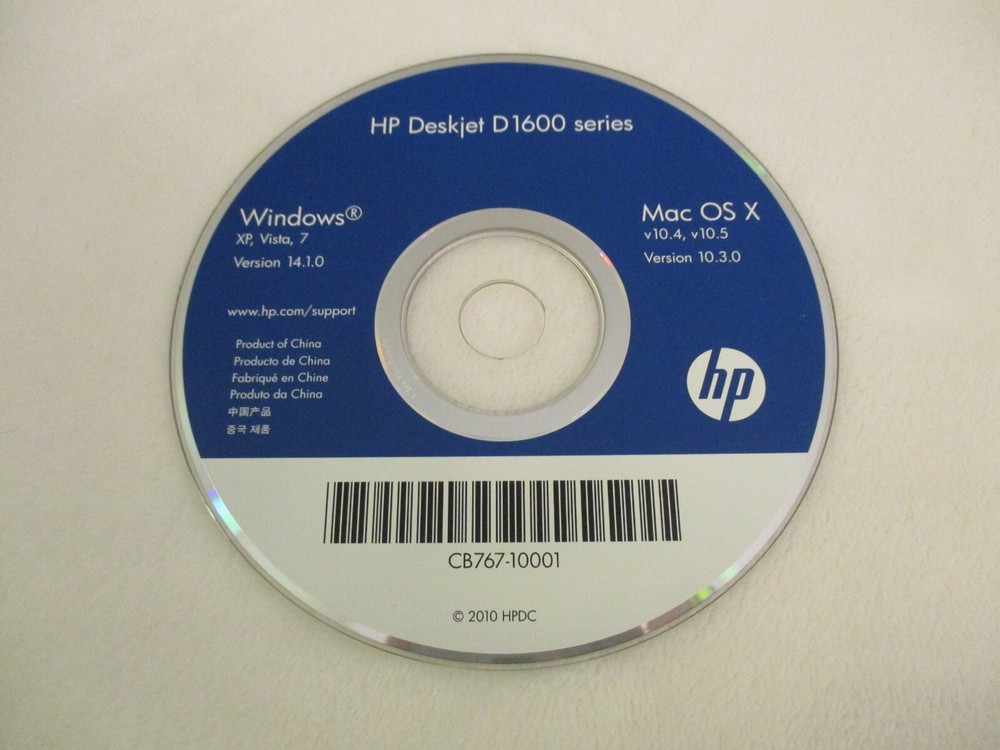 HP Deskjet D1600 series
Windows®
XP, Vista, 7
Version 14.1.0
www.hp.com/support
Product of China
Producto de China
Fabriqué en Chine
Produto da China
中国产品
중국 제품
Mac OS X
v10.4, v10.5
Version 10.3.0
hp
CB767-10001
© 2010 HPDC